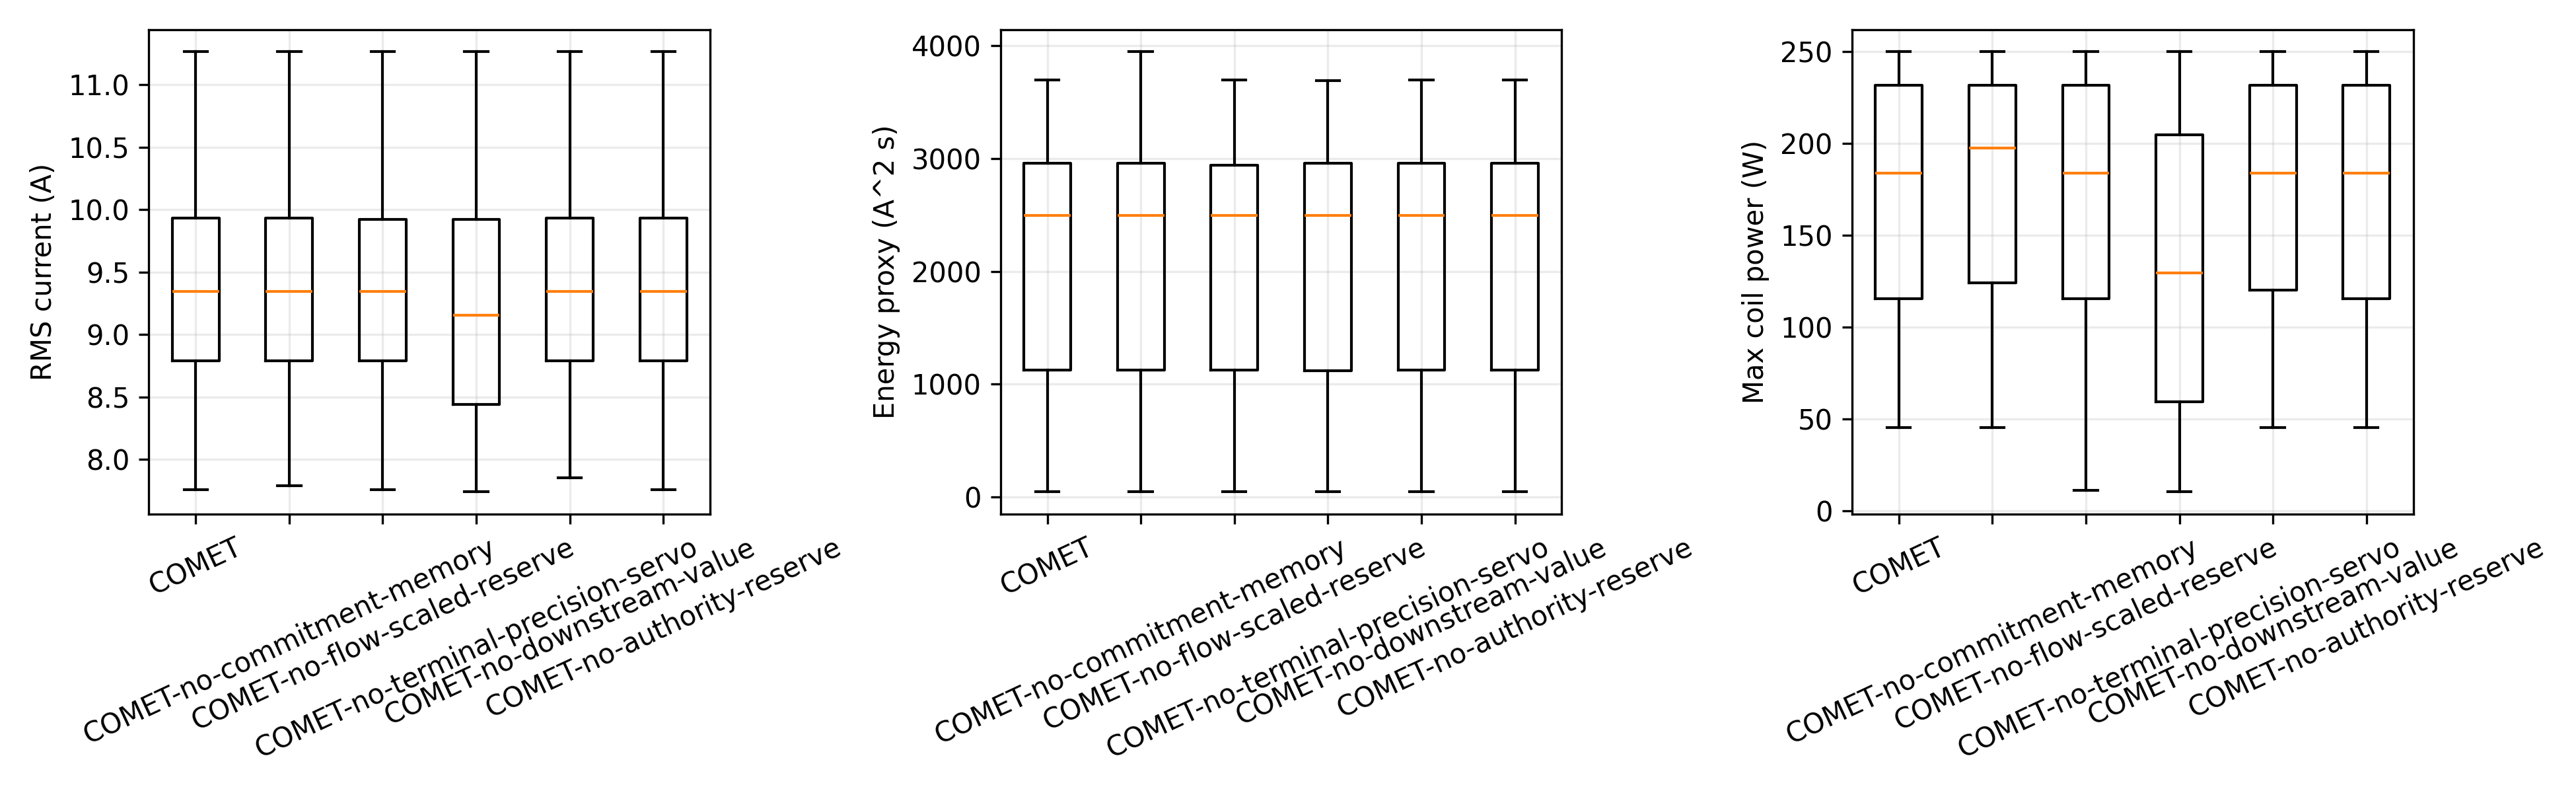 RMS current (A)
11.0
10.5
10.0
9.5
9.0
8.5
8.0
COMET
COMET-no-commitment-memory
COMET-no-flow-scaled-reserve
COMET-no-terminal-precision-servo
COMET-no-downstream-value
COMET-no-authority-reserve
Energy proxy (A^2 s)
4000
3000
2000
1000
0
COMET
COMET-no-commitment-memory
COMET-no-flow-scaled-reserve
COMET-no-terminal-precision-servo
COMET-no-downstream-value
COMET-no-authority-reserve
Max coil power (W)
250
200
150
100
50
0
COMET
COMET-no-commitment-memory
COMET-no-flow-scaled-reserve
COMET-no-terminal-precision-servo
COMET-no-downstream-value
COMET-no-authority-reserve